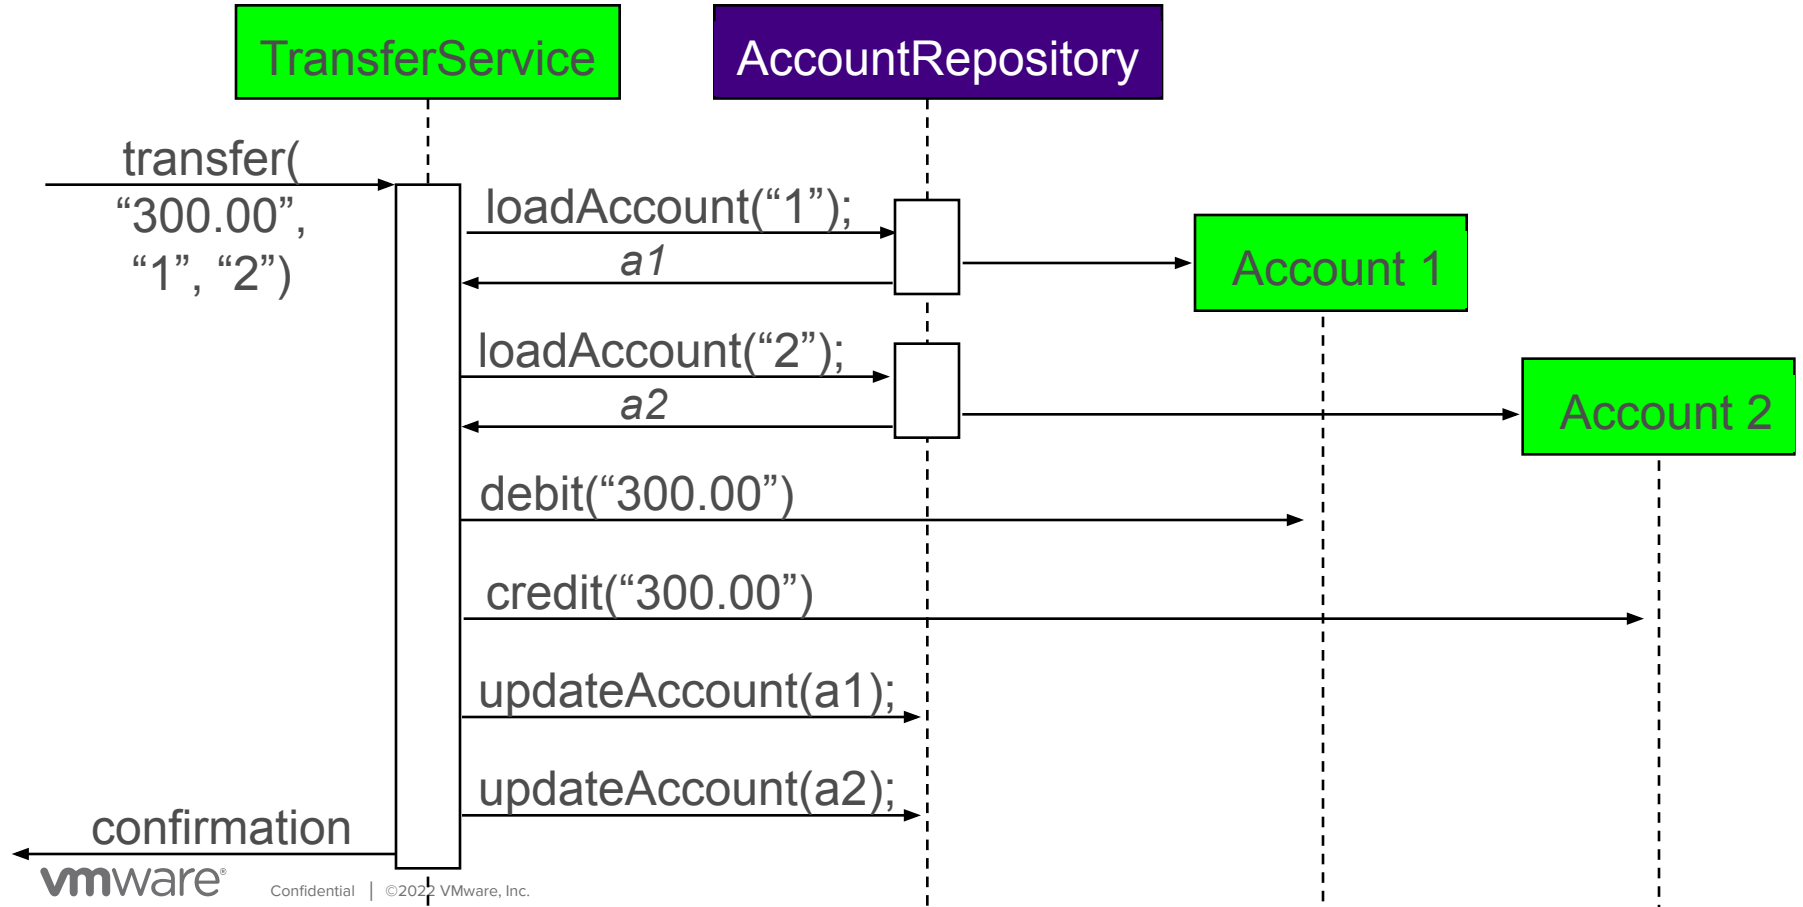 TransferService
AccountRepository
transfer(
“300.00”,
“1”, “2”)
loadAccount(“1”);
a1
Account 1
loadAccount(“2”);
a2
Account 2
debit(“300.00”)
credit(“300.00”)
updateAccount(a1);
updateAccount(a2);
confirmation
vmware®
Confidential │ ©2022 VMware, Inc.